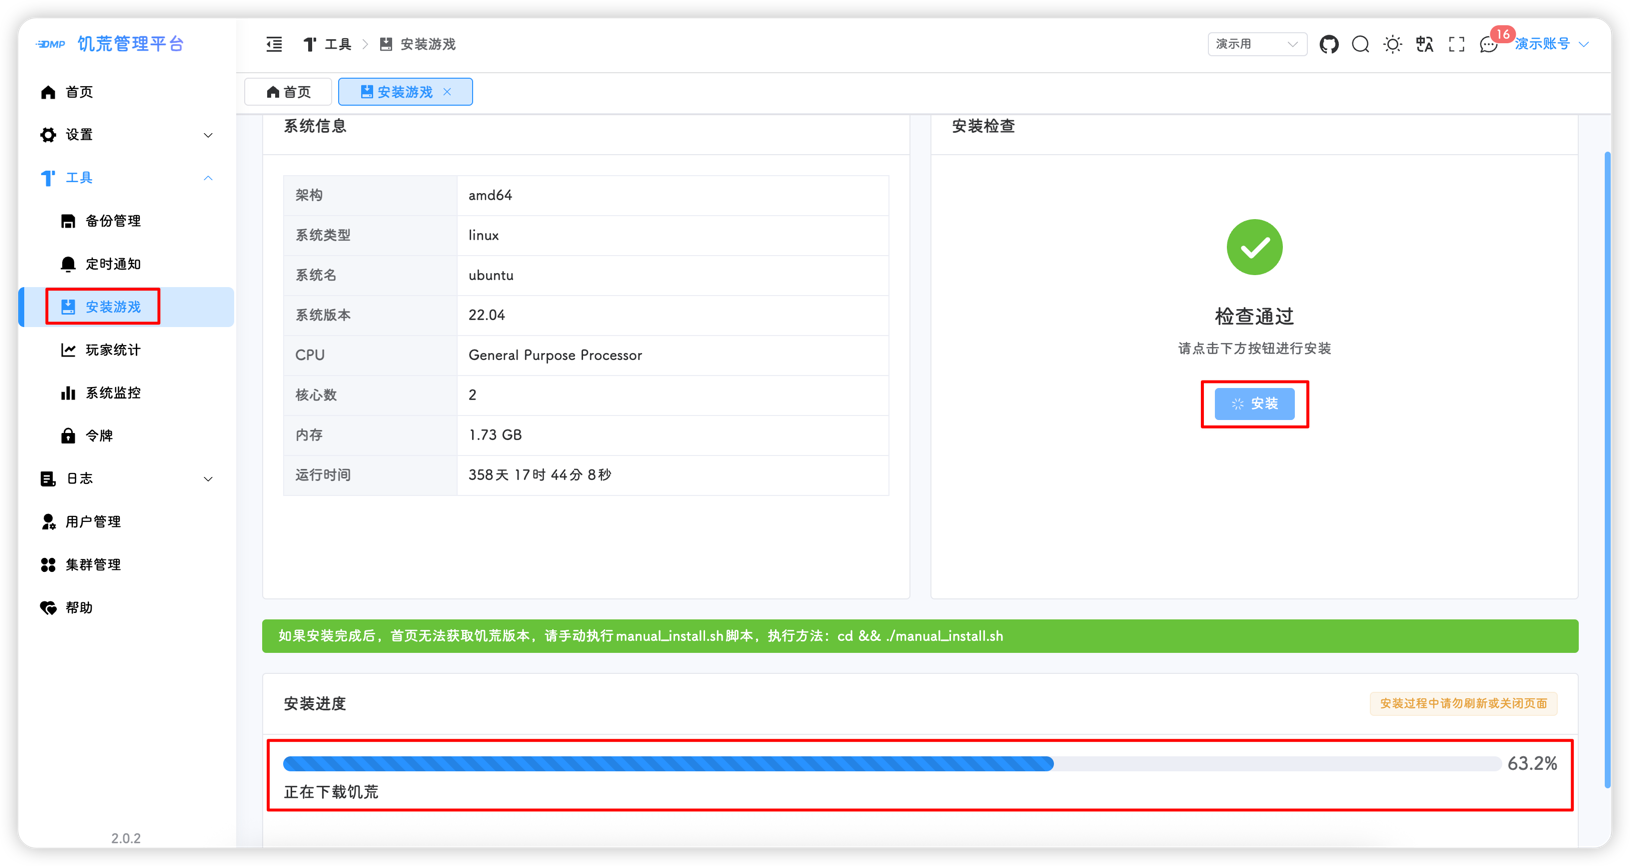 DMP 饥荒管理平台
工具 安装游戏
演示用
16
演示账号
首页
安装游戏
首页
设置
工具
备份管理
定时通知
安装游戏
玩家统计
系统监控
令牌
日志
用户管理
集群管理
帮助
2.0.2
系统信息
架构 amd64
系统类型 linux
系统名 ubuntu
系统版本 22.04
CPU General Purpose Processor
核心数 2
内存 1.73 GB
运行时间 358天 17时 44分 8秒
安装检查
检查通过
请点击下方按钮进行安装
安装
如果安装完成后，首页无法获取饥荒版本，请手动执行manual_install.sh脚本，执行方法：cd && ./manual_install.sh
安装进度
安装过程中请勿刷新或关闭页面
63.2%
正在下载饥荒